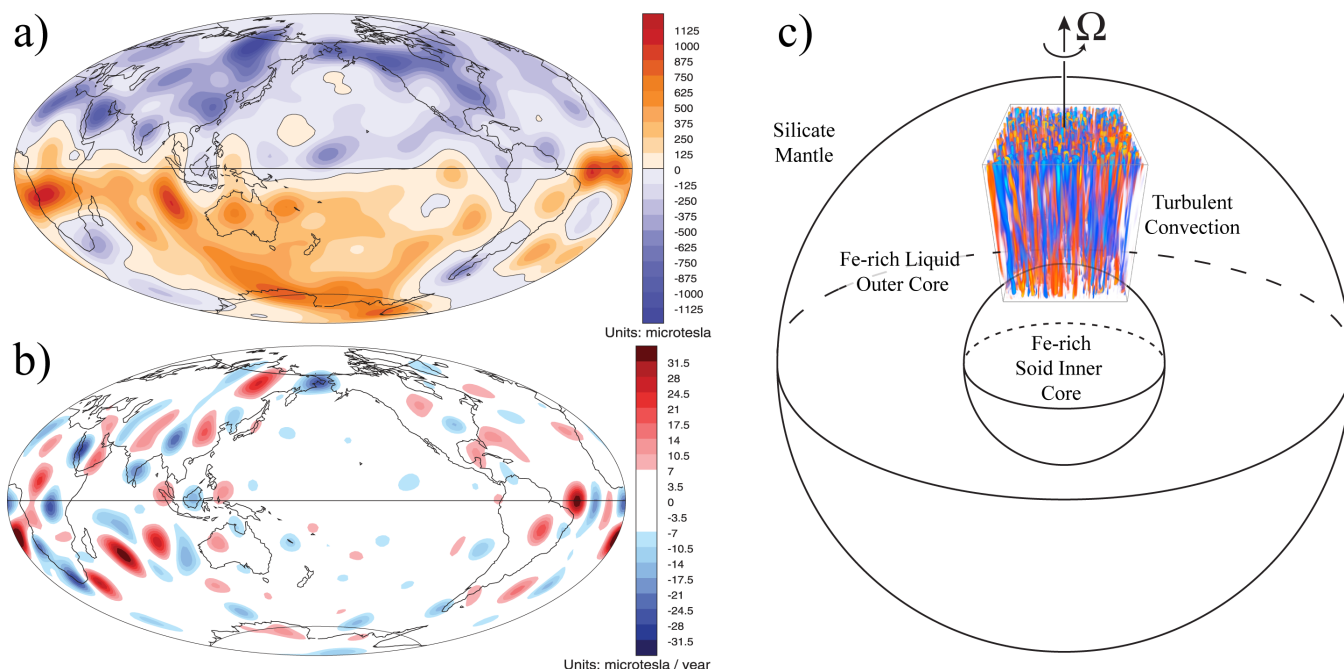 a)
1125
1000
875
750
625
500
375
250
125
0
-125
-250
-375
-500
-625
-750
-875
-1000
-1125
Units: microtesla
b)
31.5
28
24.5
21
17.5
14
10.5
7
3.5
0
-3.5
-7
-10.5
-14
-17.5
-21
-24.5
-28
-31.5
Units: microtesla / year
c)
Ω
Silicate
Mantle
Turbulent
Convection
Fe-rich Liquid
Outer Core
Fe-rich
Soid Inner
Core